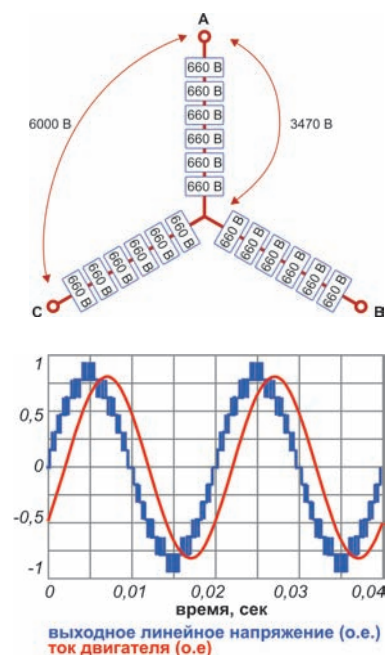 A
660 В
660 В
660 В
660 В
660 В
660 В
6000 В
3470 В
660 В
660 В
660 В
660 В
660 В
660 В
660 В
660 В
660 В
660 В
660 В
660 В
C
B
1
0,5
0
-0,5
-1
0
0,01
0,02
0,03
0,04
время, сек
выходное линейное напряжение (о.е.)
ток двигателя (о.е)